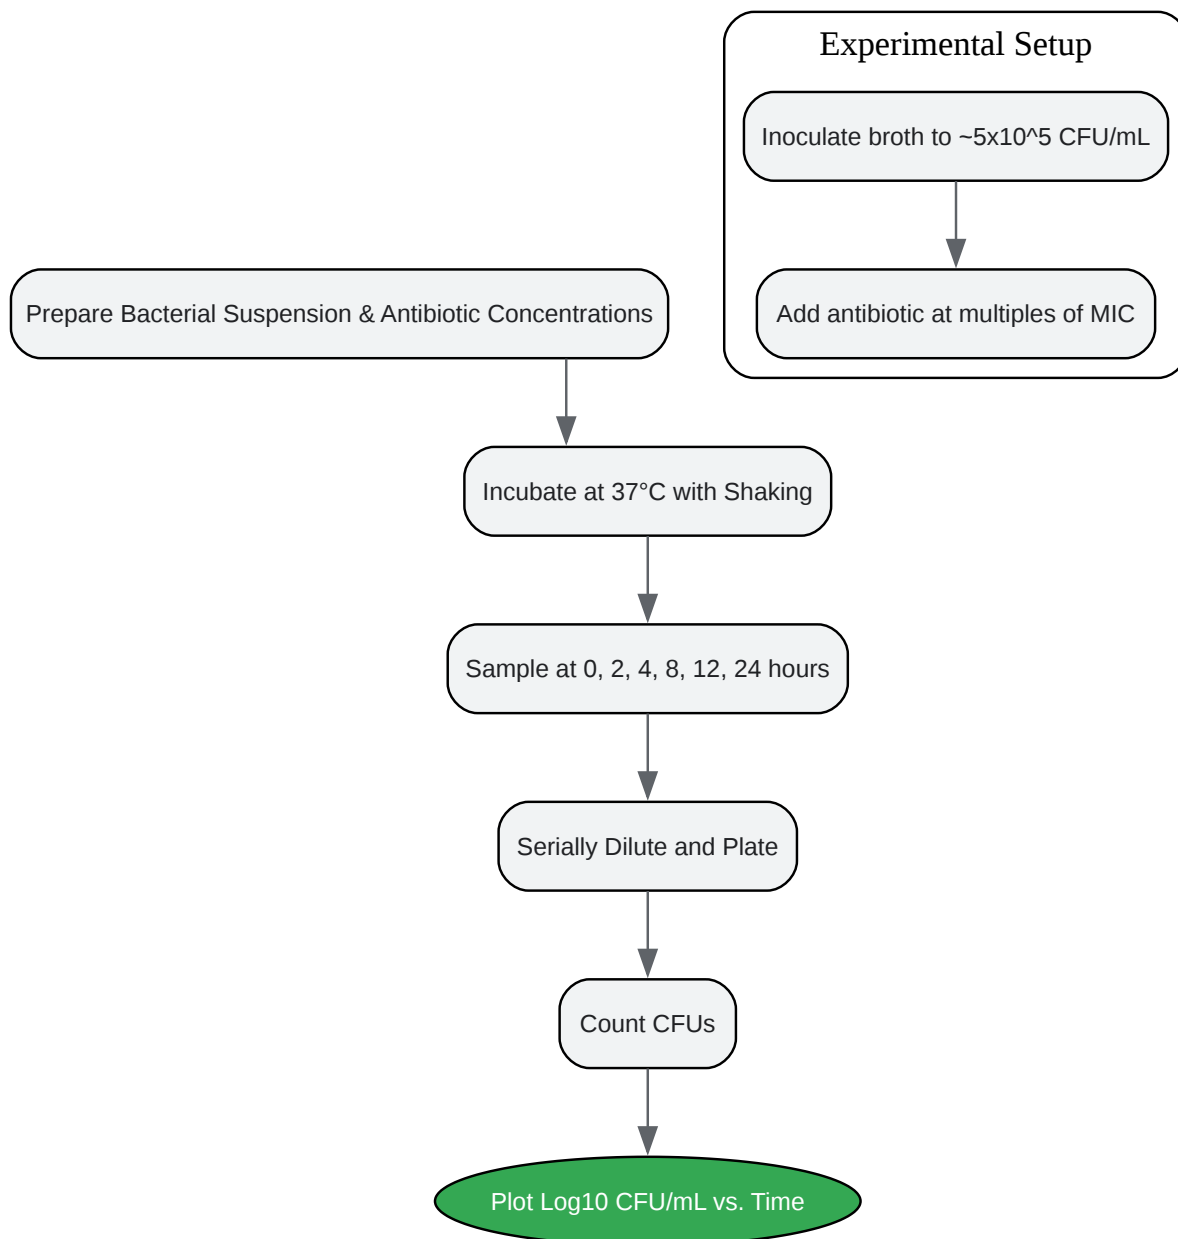 Experimental Setup
Inoculate broth to ~5x10^5 CFU/mL
Add antibiotic at multiples of MIC
Prepare Bacterial Suspension & Antibiotic Concentrations
Incubate at 37°C with Shaking
Sample at 0, 2, 4, 8, 12, 24 hours
Serially Dilute and Plate
Count CFUs
Plot Log10 CFU/mL vs. Time